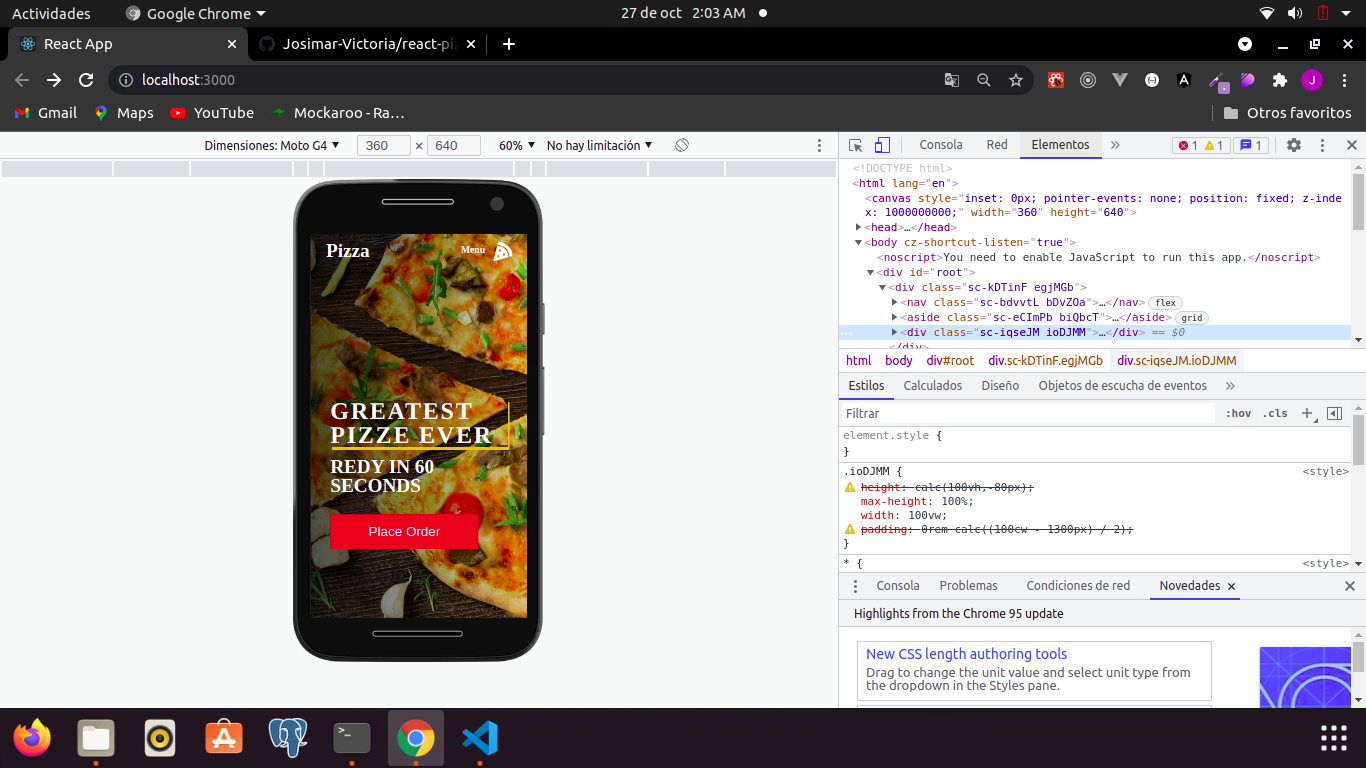 Actividades
Google Chrome
27 de oct 2:03 AM
React App
Josimar-Victoria/react-piz
localhost:3000
J
Gmail
Maps
YouTube
Mockaroo - Ra…
Otros favoritos
Dimensiones: Moto G4
360 × 640
60%
No hay limitación
Consola
Red
Elementos
1
1
1
<!DOCTYPE html>
<html lang="en">
<canvas style="inset: 0px; pointer-events: none; position: fixed; z-inde
x: 1000000000;" width="360" height="640">
<head>…</head>
<body cz-shortcut-listen="true">
<noscript>You need to enable JavaScript to run this app.</noscript>
<div id="root">
<div class="sc-kDTinF egjMGb">
<nav class="sc-bdvvtL bDvZOa">…</nav> flex
<aside class="sc-eCImPb biQbcT">…</aside> grid
<div class="sc-iqseJM ioDJMM">…</div> == $0
</div>
html body div#root div.sc-kDTinF.egjMGb div.sc-iqseJM.ioDJMM
Estilos
Calculados
Diseño
Objetos de escucha de eventos
Filtrar
:hov .cls
element.style {
}
.ioDJMM {
<style>
height: calc(100vh,-80px);
max-height: 100%;
width: 100vw;
padding: 0rem calc((100cw - 1300px) / 2);
}
* {
<style>
Consola
Problemas
Condiciones de red
Novedades
Highlights from the Chrome 95 update
New CSS length authoring tools
Drag to change the unit value and select unit type from
the dropdown in the Styles pane.
Pizza
Menu
GREATEST
PIZZE EVER
REDY IN 60
SECONDS
Place Order